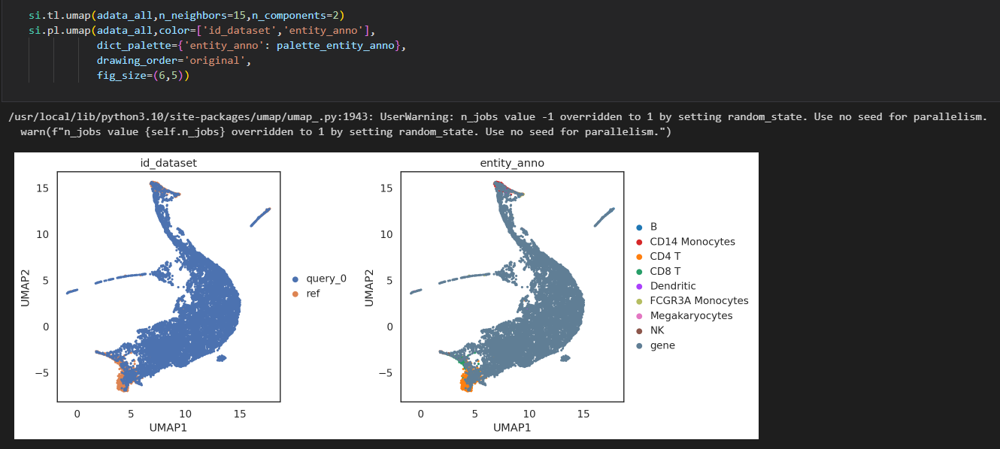 si.tl.umap(adata_all,n_neighbors=15,n_components=2)
si.pl.umap(adata_all,color=['id_dataset','entity_anno'],
dict_palette={'entity_anno': palette_entity_anno},
drawing_order='original',
fig_size=(6,5))
/usr/local/lib/python3.10/site-packages/umap/umap_.py:1943: UserWarning: n_jobs value -1 overridden to 1 by setting random_state. Use no seed for parallelism.
warn(f"n_jobs value {self.n_jobs} overridden to 1 by setting random_state. Use no seed for parallelism.")
id_dataset
15
10
5
0
−5
UMAP2
0 5 10 15
UMAP1
query_0
ref
entity_anno
15
10
5
0
−5
UMAP2
0 5 10 15
UMAP1
B
CD14 Monocytes
CD4 T
CD8 T
Dendritic
FCGR3A Monocytes
Megakaryocytes
NK
gene